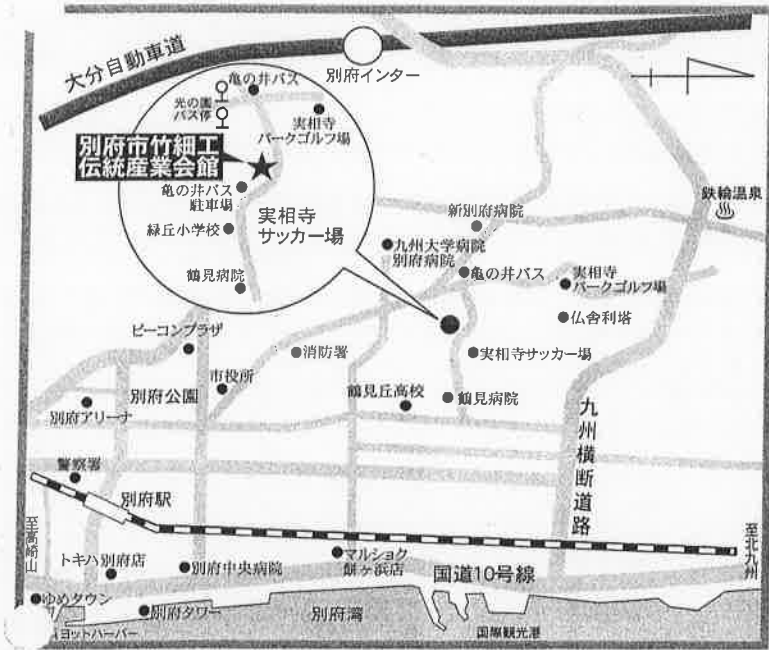 大分自動車道
別府インター
亀の井バス
光の園
バス停
実相寺
パークゴルフ場
別府市竹細工
伝統産業会館
亀の井バス
駐車場
緑丘小学校
実相寺
サッカー場
鶴見病院
新別府病院
鉄輪温泉
九州大学病院
別府病院
亀の井バス
実相寺
パークゴルフ場
仏舎利塔
ビーコンプラザ
消防署
実相寺サッカー場
市役所
別府公園
鶴見丘高校
鶴見病院
別府アリーナ
九州横断道路
警察署
別府駅
至高崎山
至北九州
トキハ別府店
別府中央病院
マルショク
餅ヶ浜店
国道10号線
ゆめタウン
別府タワー
別府湾
ヨットハーバー
国際観光港